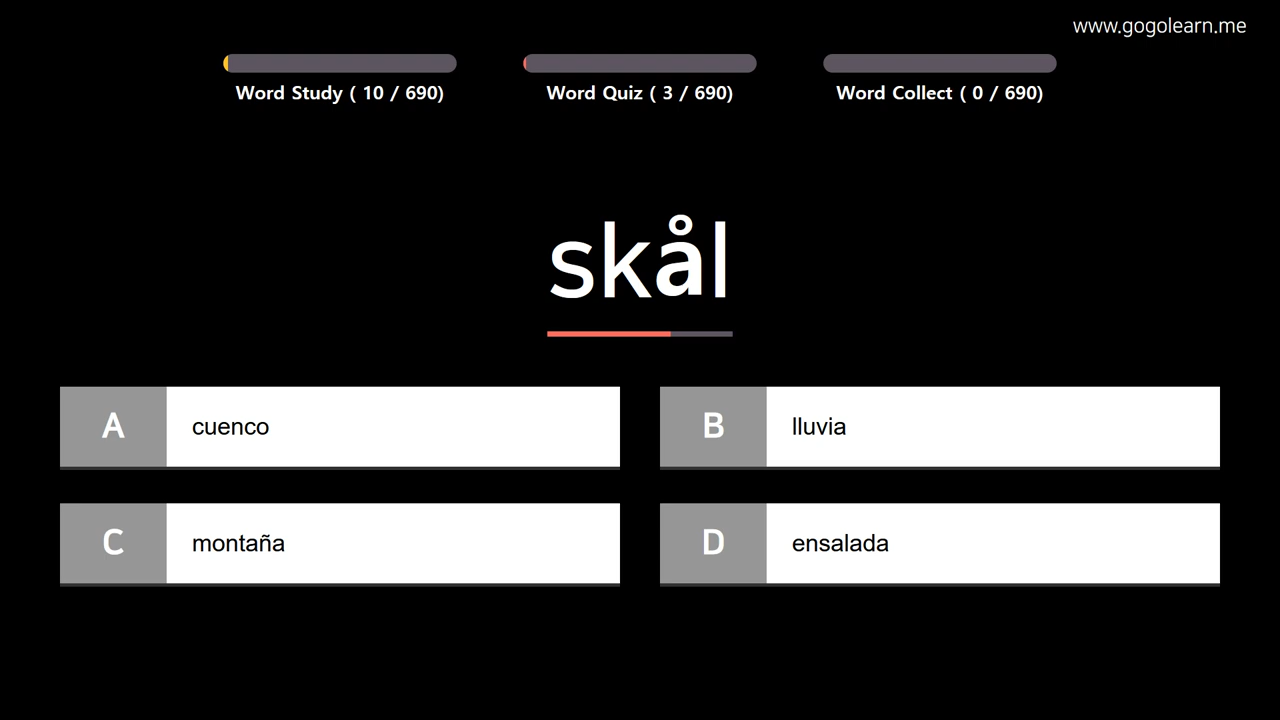 www.gogolearn.me
Word Study ( 10 / 690)
Word Quiz ( 3 / 690)
Word Collect ( 0 / 690)
skål
A cuenco
B lluvia
C montaña
D ensalada